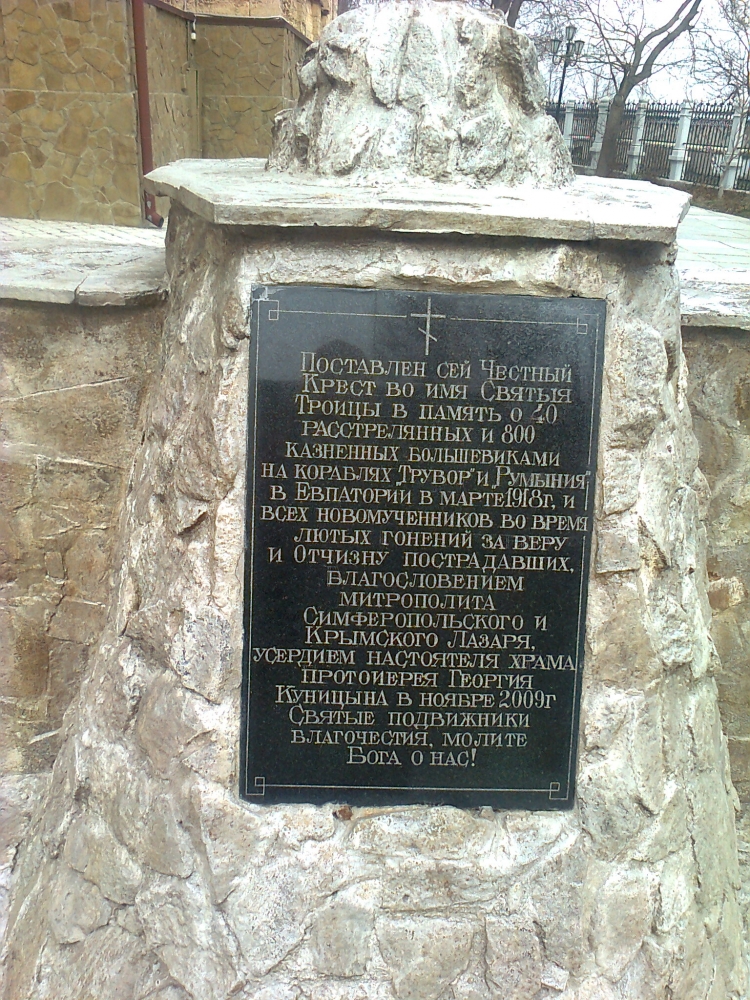 Поставлен сей Честный
Крест во имя Святыя
Троицы в память о 40
расстрелянных и 800
казненных большевиками
на кораблях „Трувор" и „Румыния"
в Евпатории в марте 1918г, и
всех новомученников во время
лютых гонений за веру
и Отчизну пострадавших,
благословением
митрополита
Симферопольского и
Крымского Лазаря,
усердием настоятеля храма
протоиерея Георгия
Куницына в ноябре 2009г
Святые подвижники
благочестия, молите
Бога о нас!